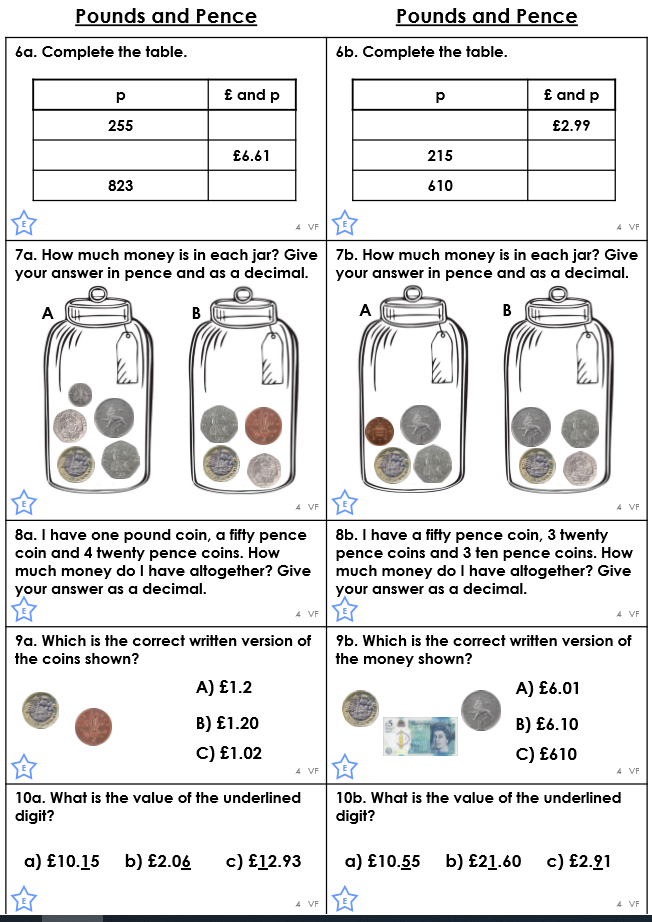 Pounds and Pence
6a. Complete the table.
p £ and p
255
£6.61
823
E
4 VF
7a. How much money is in each jar? Give
your answer in pence and as a decimal.
A B
E
4 VF
8a. I have one pound coin, a fifty pence
coin and 4 twenty pence coins. How
much money do I have altogether? Give
your answer as a decimal.
E
4 VF
9a. Which is the correct written version of
the coins shown?
A) £1.2
B) £1.20
C) £1.02
E
4 VF
10a. What is the value of the underlined
digit?
a) £10.15 b) £2.06 c) £12.93
E
4 VF
Pounds and Pence
6b. Complete the table.
p £ and p
£2.99
215
610
E
4 VF
7b. How much money is in each jar? Give
your answer in pence and as a decimal.
A B
E
4 VF
8b. I have a fifty pence coin, 3 twenty
pence coins and 3 ten pence coins. How
much money do I have altogether? Give
your answer as a decimal.
E
4 VF
9b. Which is the correct written version of
the money shown?
A) £6.01
B) £6.10
C) £610
E
4 VF
10b. What is the value of the underlined
digit?
a) £10.55 b) £21.60 c) £2.91
E
4 VF